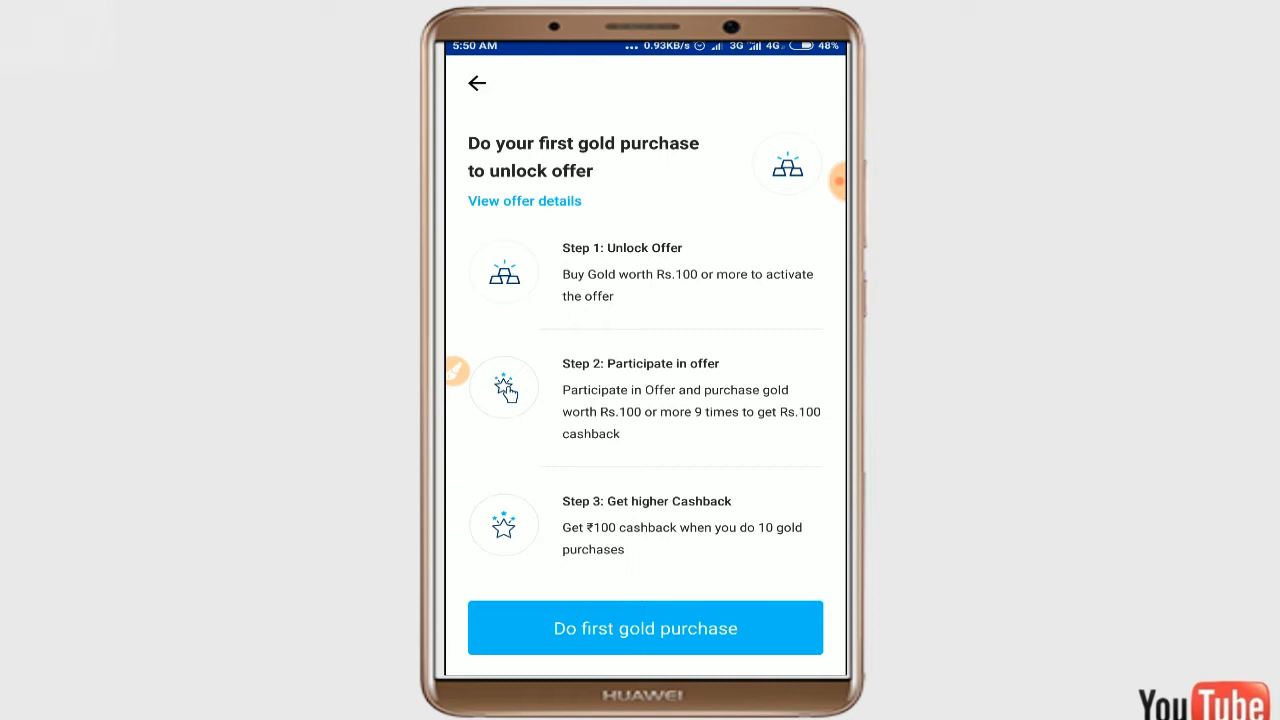 5:50 AM
... 0.93KB/s 3G 4G 48%
Do your first gold purchase
to unlock offer
View offer details
Step 1: Unlock Offer
Buy Gold worth Rs.100 or more to activate
the offer
Step 2: Participate in offer
Participate in Offer and purchase gold
worth Rs.100 or more 9 times to get Rs.100
cashback
Step 3: Get higher Cashback
Get ₹100 cashback when you do 10 gold
purchases
Do first gold purchase
HUAWEI
YouTube